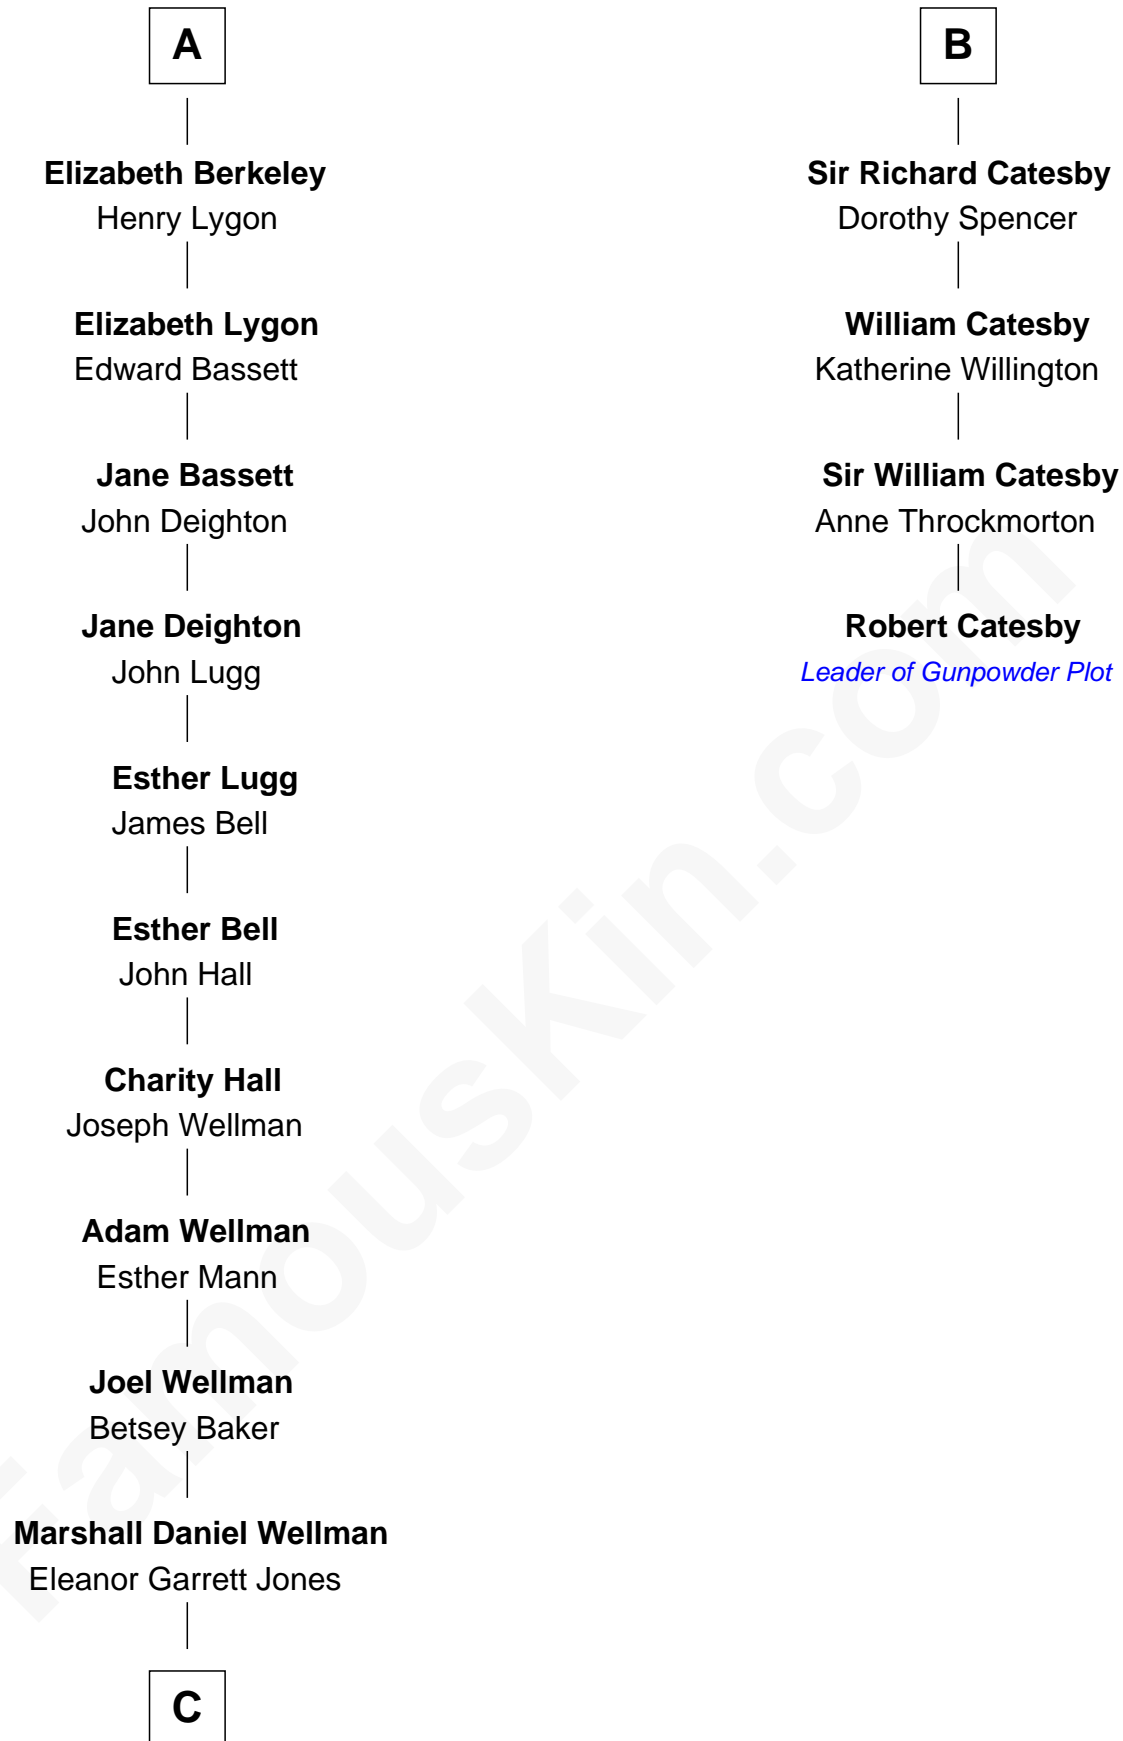 A
Elizabeth Berkeley
Henry Lygon
Elizabeth Lygon
Edward Bassett
Jane Bassett
John Deighton
Jane Deighton
John Lugg
Esther Lugg
James Bell
Esther Bell
John Hall
Charity Hall
Joseph Wellman
Adam Wellman
Esther Mann
Joel Wellman
Betsey Baker
Marshall Daniel Wellman
Eleanor Garrett Jones
C
B
Sir Richard Catesby
Dorothy Spencer
William Catesby
Katherine Willington
Sir William Catesby
Anne Throckmorton
Robert Catesby
Leader of Gunpowder Plot
FamousKin.com